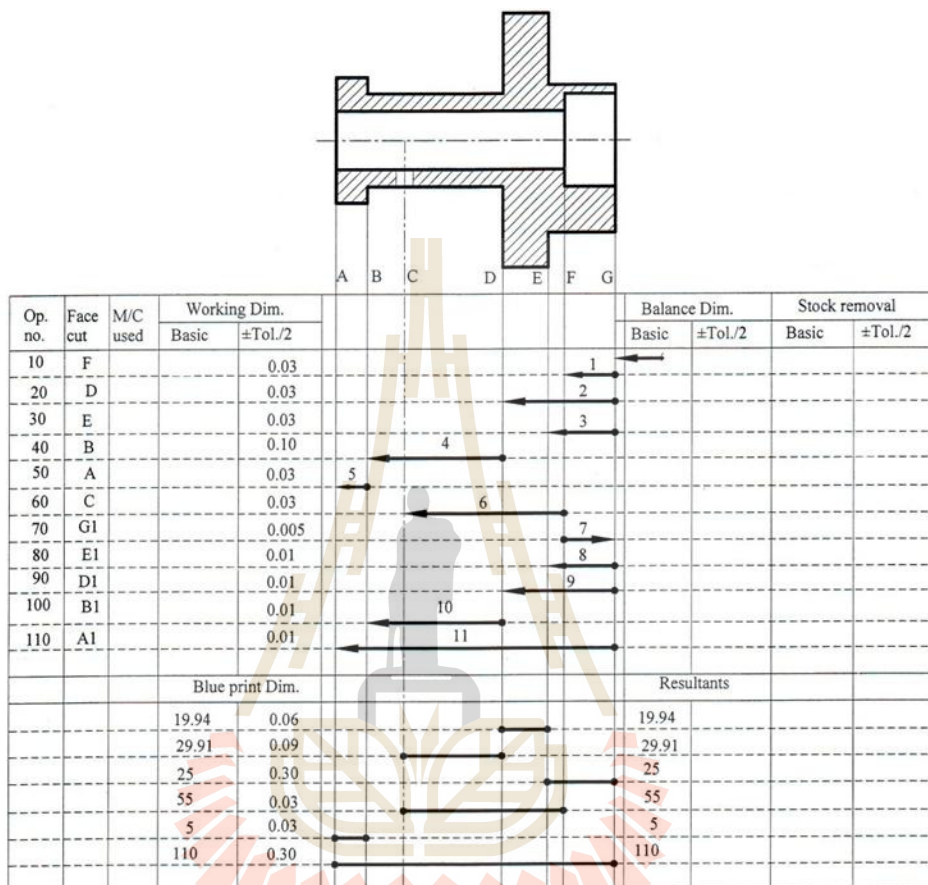 A B C D E F G
Op. no. Face cut M/C used Working Dim. Balance Dim. Stock removal
Basic ±Tol./2 Basic ±Tol./2 Basic ±Tol./2
10 F 0.03 1
20 D 0.03 2
30 E 0.03 3
40 B 0.10 4
50 A 0.03 5
60 C 0.03 6
70 G1 0.005 7
80 E1 0.01 8
90 D1 0.01 9
100 B1 0.01 10
110 A1 0.01 11
Blue print Dim. Resultants
19.94 0.06 19.94
29.91 0.09 29.91
25 0.30 25
55 0.03 55
5 0.03 5
110 0.30 110